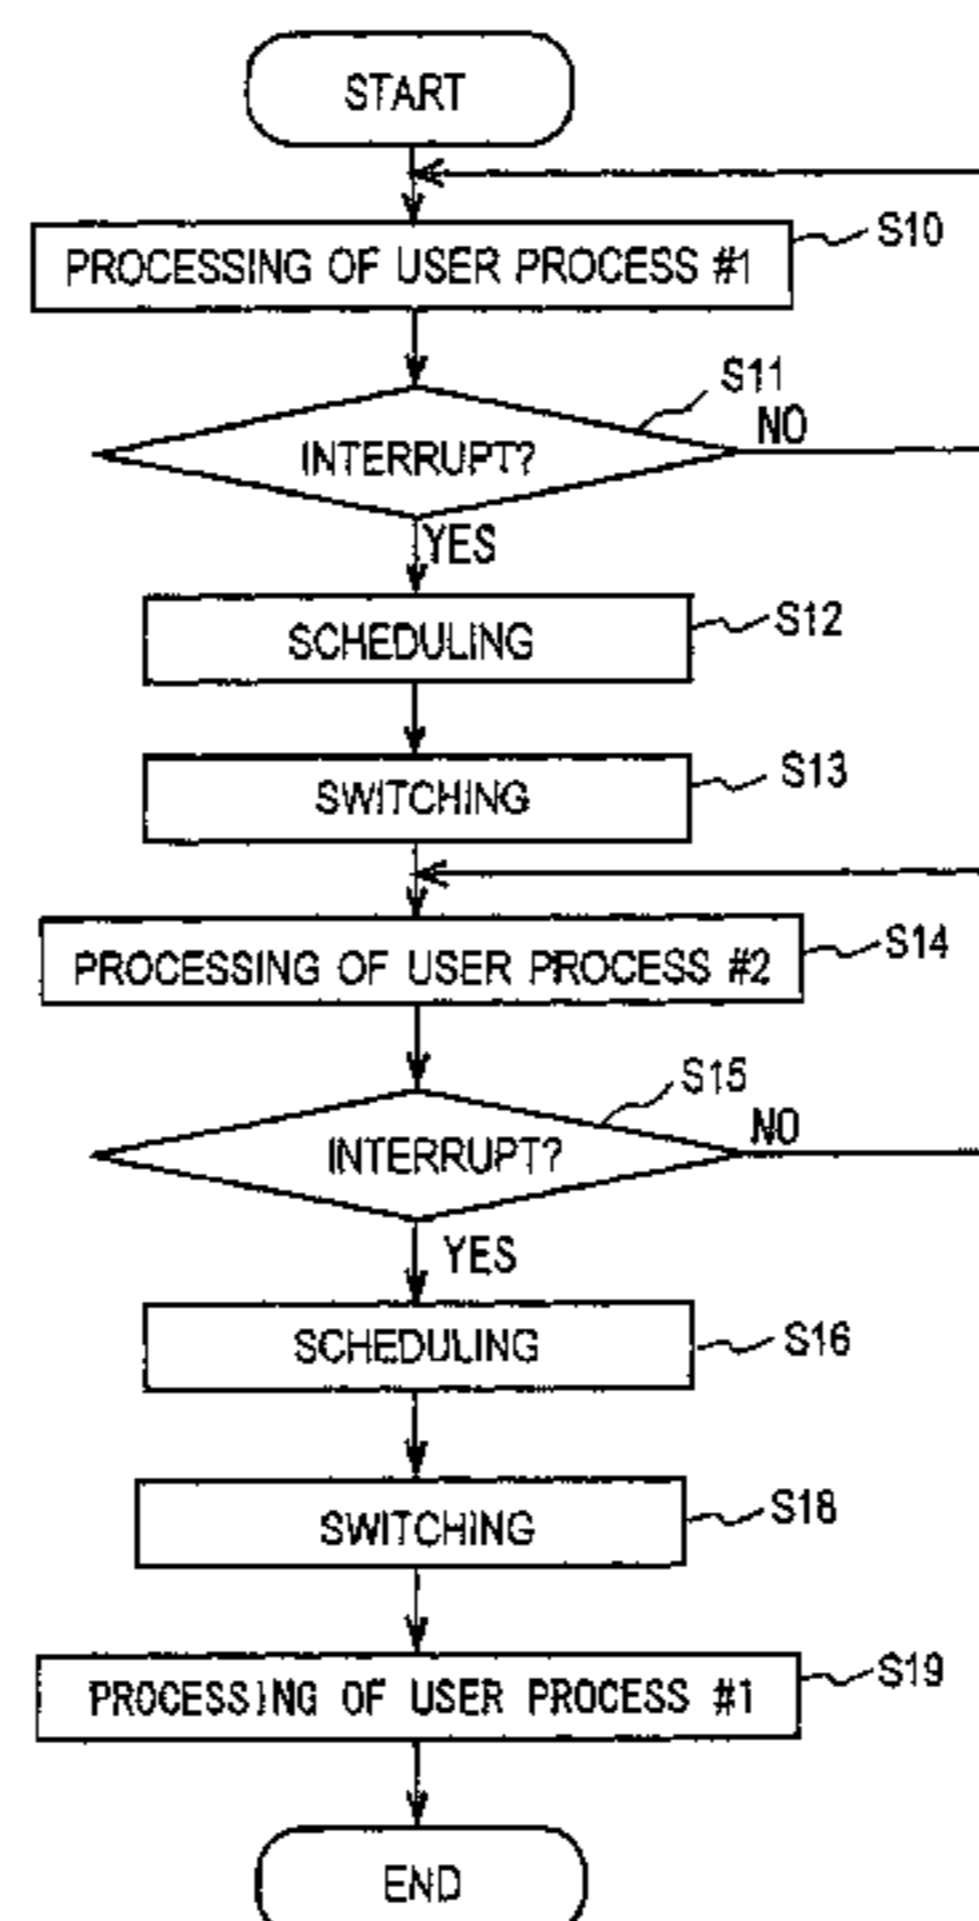 START
PROCESSING OF USER PROCESS #1
S10
INTERRUPT?
S11
NO
YES
SCHEDULING
S12
SWITCHING
S13
PROCESSING OF USER PROCESS #2
S14
INTERRUPT?
S15
NO
YES
SCHEDULING
S16
SWITCHING
S18
PROCESSING OF USER PROCESS #1
S19
END